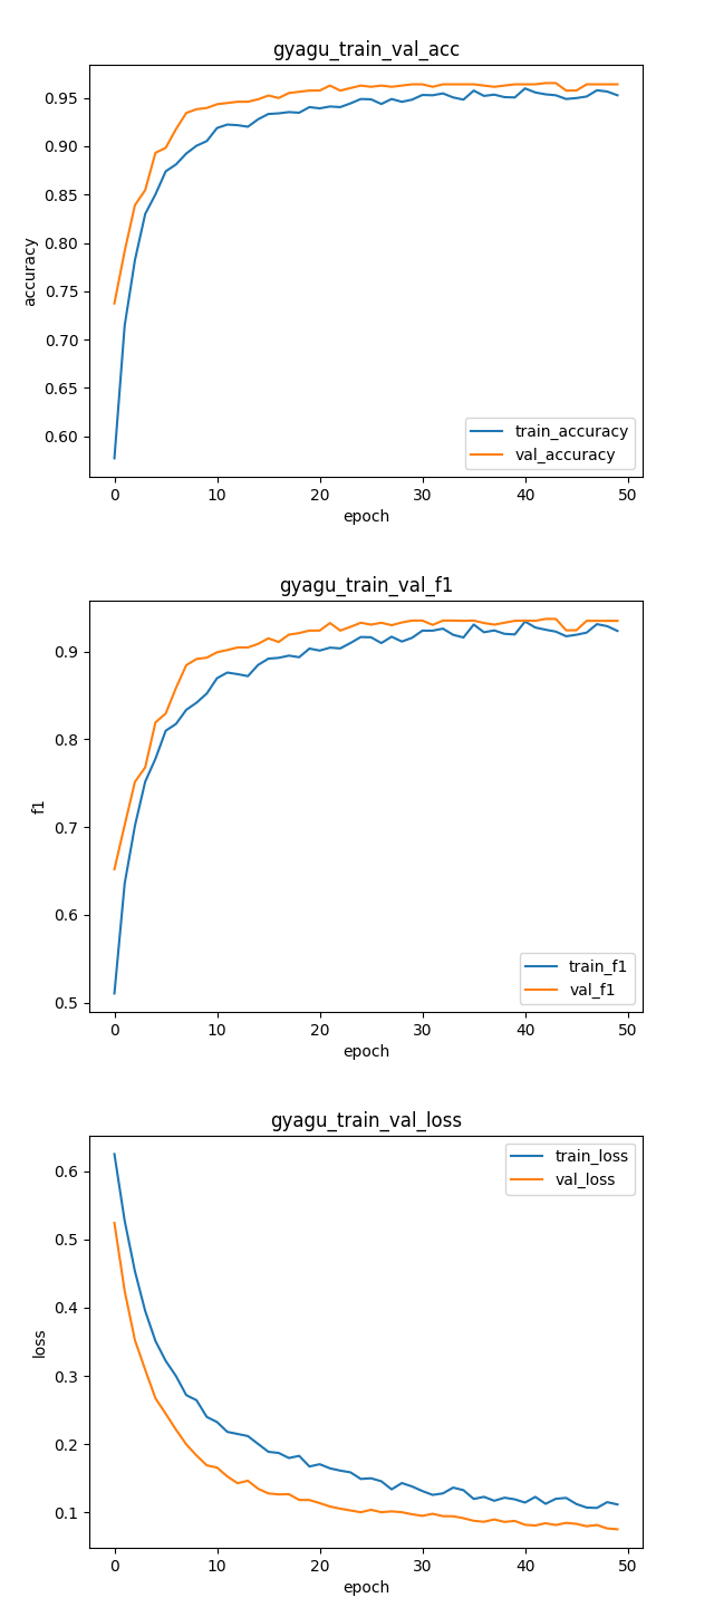 gyagu_train_val_acc
0.95
0.90
0.85
0.80
0.75
0.70
0.65
0.60
accuracy
train_accuracy
val_accuracy
0 10 20 30 40 50
epoch
gyagu_train_val_f1
0.9
0.8
0.7
0.6
0.5
f1
train_f1
val_f1
0 10 20 30 40 50
epoch
gyagu_train_val_loss
train_loss
val_loss
0.6
0.5
0.4
0.3
0.2
0.1
loss
0 10 20 30 40 50
epoch